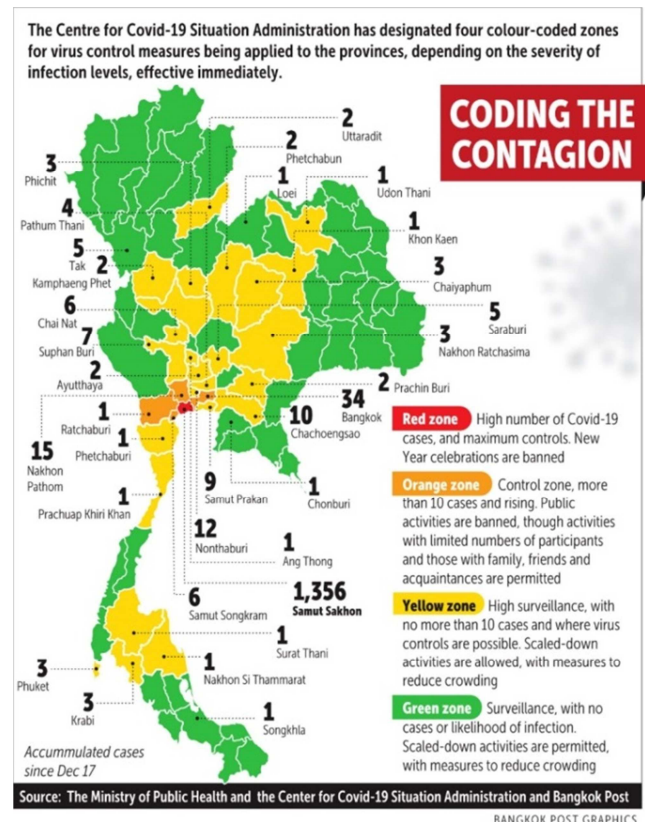 The Centre for Covid-19 Situation Administration has designated four colour-coded zones
for virus control measures being applied to the provinces, depending on the severity of
infection levels, effective immediately.
CODING THE
CONTAGION
2
Uttaradit
2
Phetchabun
3
Phichit
1
Loei
1
Udon Thani
4
Pathum Thani
1
Khon Kaen
5
Tak
2
Kamphaeng Phet
3
Chaiyaphum
6
Chai Nat
5
Saraburi
7
Suphan Buri
3
Nakhon Ratchasima
2
Ayutthaya
2 Prachin Buri
34
Bangkok
1
Ratchaburi
10
Chachoengsao
15
Nakhon
Pathom
1
Phetchaburi
9
Samut Prakan
1
Chonburi
1
Prachuap Khiri Khan
12
Nonthaburi
1
Ang Thong
6
Samut Songkram
1,356
Samut Sakhon
1
Surat Thani
1
Nakhon Si Thammarat
3
Phuket
3
Krabi
1
Songkhla
Accummulated cases
since Dec 17
Red zone High number of Covid-19
cases, and maximum controls. New
Year celebrations are banned
Orange zone Control zone, more
than 10 cases and rising. Public
activities are banned, though activities
with limited numbers of participants
and those with family, friends and
acquaintances are permitted
Yellow zone High surveillance, with
no more than 10 cases and where virus
controls are possible. Scaled-down
activities are allowed, with measures to
reduce crowding
Green zone Surveillance, with no
cases or likelihood of infection.
Scaled-down activities are permitted,
with measures to reduce crowding
Source: The Ministry of Public Health and the Center for Covid-19 Situation Administration and Bangkok Post
BANGKOK POST GRAPHICS